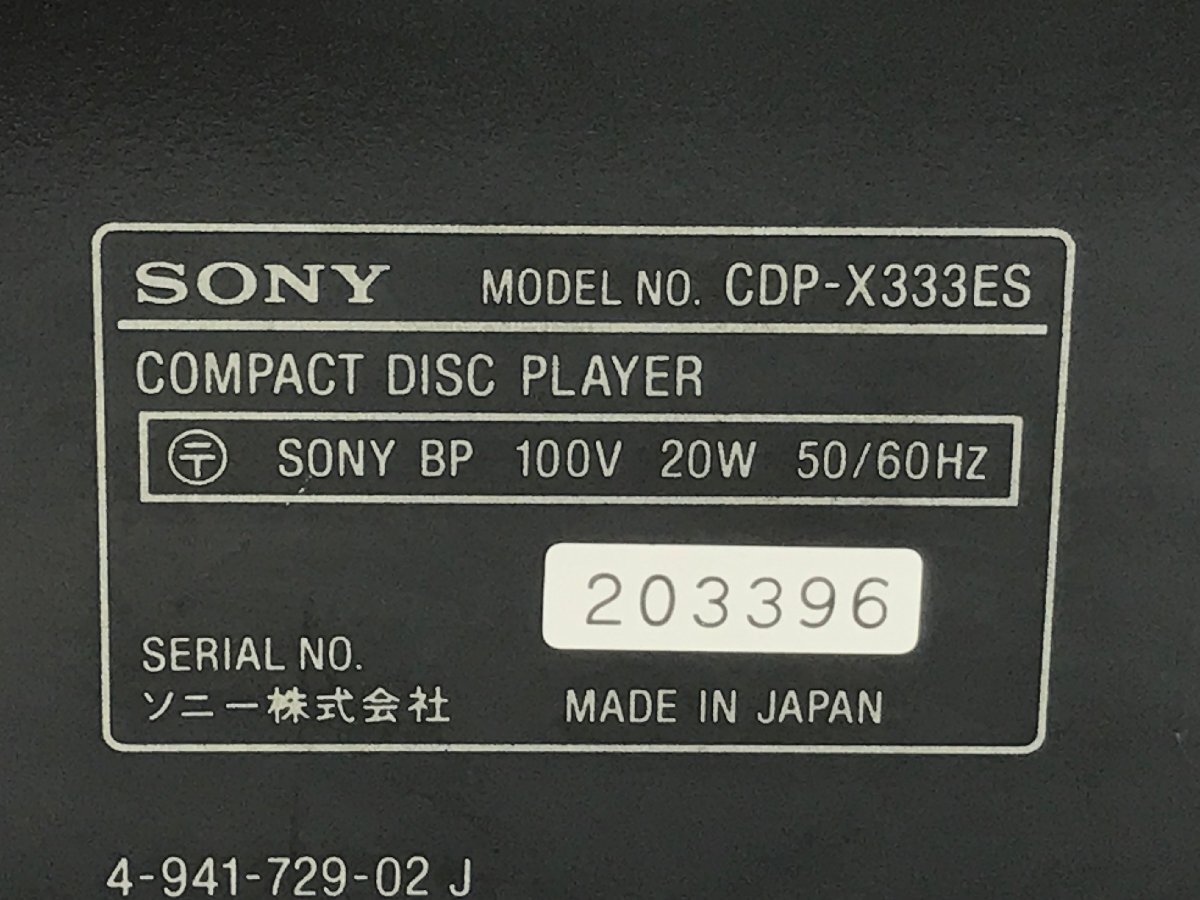 SONY MODEL NO. CDP-X333ES
COMPACT DISC PLAYER
〒 SONY BP 100V 20W 50/60HZ
203396
SERIAL NO.
ソニー株式会社 MADE IN JAPAN
4-941-729-02 J